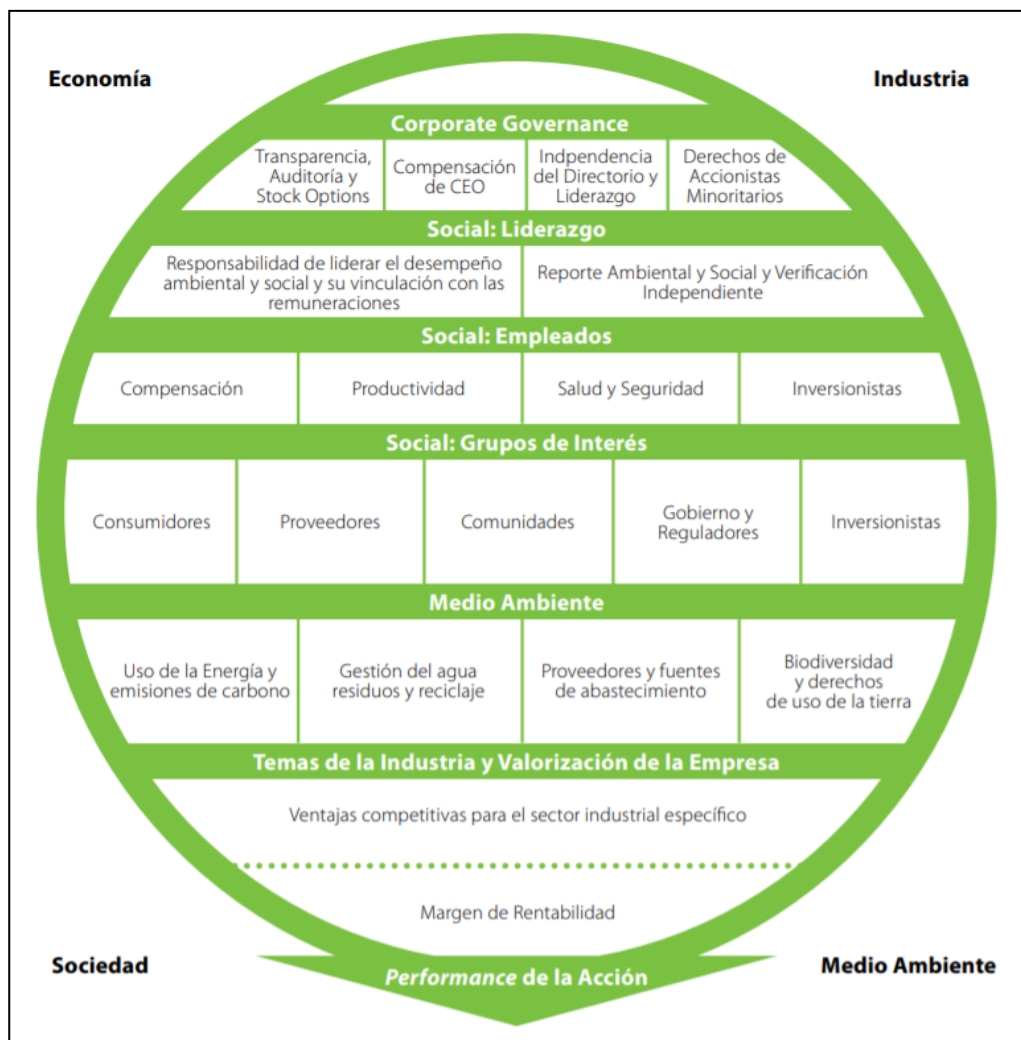 Economía
Industria
Corporate Governance
Transparencia,
Auditoría y
Stock Options
Compensación
de CEO
Indpendencia
del Directorio y
Liderazgo
Derechos de
Accionistas
Minoritarios
Social: Liderazgo
Responsabilidad de liderar el desempeño
ambiental y social y su vinculación con las
remuneraciones
Reporte Ambiental y Social y Verificación
Independiente
Social: Empleados
Compensación
Productividad
Salud y Seguridad
Inversionistas
Social: Grupos de Interés
Consumidores
Proveedores
Comunidades
Gobierno y
Reguladores
Inversionistas
Medio Ambiente
Uso de la Energía y
emisiones de carbono
Gestión del agua
residuos y reciclaje
Proveedores y fuentes
de abastecimiento
Biodiversidad
y derechos
de uso de la tierra
Temas de la Industria y Valorización de la Empresa
Ventajas competitivas para el sector industrial específico
Margen de Rentabilidad
Sociedad
Performance de la Acción
Medio Ambiente